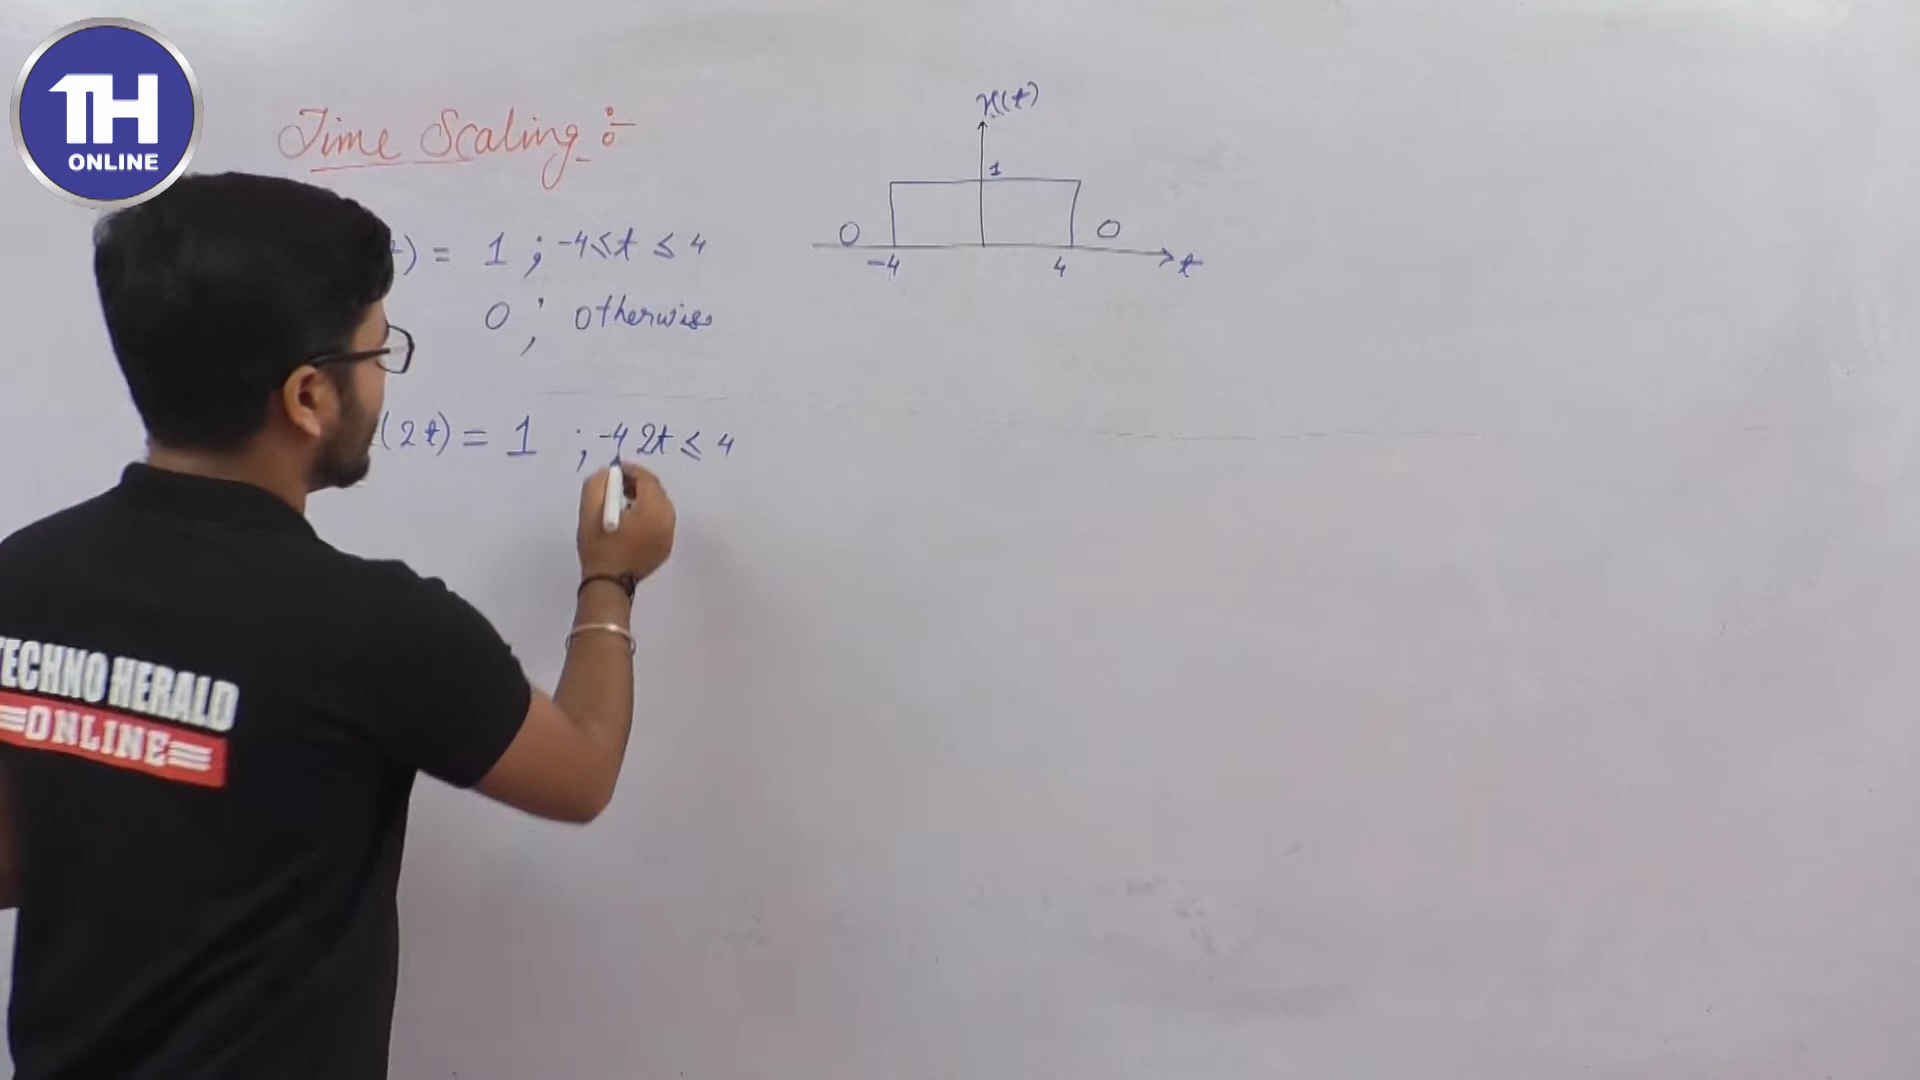 TH
ONLINE
Time Scaling :-
t) = 1 ; -4 ≤ t ≤ 4
0 ; otherwise
(2t) = 1 ; -4 2t ≤ 4
x(t)
1
0
0
-4
4
t
TECHNO HERALD
ONLINE